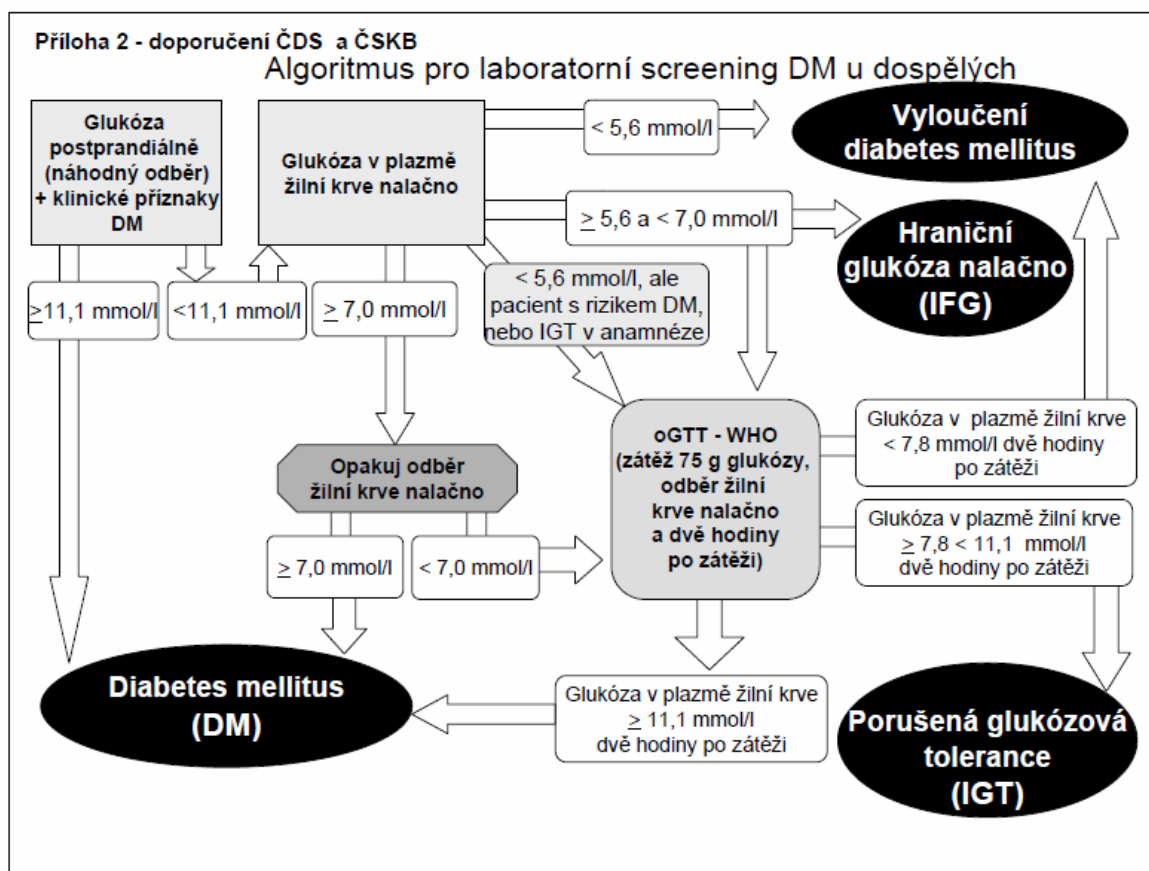 Příloha 2 - doporučení ČDS a ČSKB
Algoritmus pro laboratorní screening DM u dospělých
Glukóza
postprandiálně
(náhodný odběr)
+ klinické příznaky
DM
Glukóza v plazmě
žilní krve nalačno
< 5,6 mmol/l
Vyloučení
diabetes mellitus
≥ 5,6 a < 7,0 mmol/l
Hraniční
glukóza nalačno
(IFG)
≥11,1 mmol/l
<11,1 mmol/l
≥ 7,0 mmol/l
< 5,6 mmol/l, ale
pacient s rizikem DM,
nebo IGT v anamnéze
Opakuj odběr
žilní krve nalačno
≥ 7,0 mmol/l
< 7,0 mmol/l
oGTT - WHO
(zátěž 75 g glukózy,
odběr žilní
krve nalačno
a dvě hodiny
po zátěži)
Glukóza v plazmě žilní krve
< 7,8 mmol/l dvě hodiny
po zátěži
Glukóza v plazmě žilní krve
≥ 7,8 < 11,1 mmol/l
dvě hodiny po zátěži
Diabetes mellitus
(DM)
Glukóza v plazmě žilní krve
≥ 11,1 mmol/l
dvě hodiny po zátěži
Porušená glukózová
tolerance
(IGT)